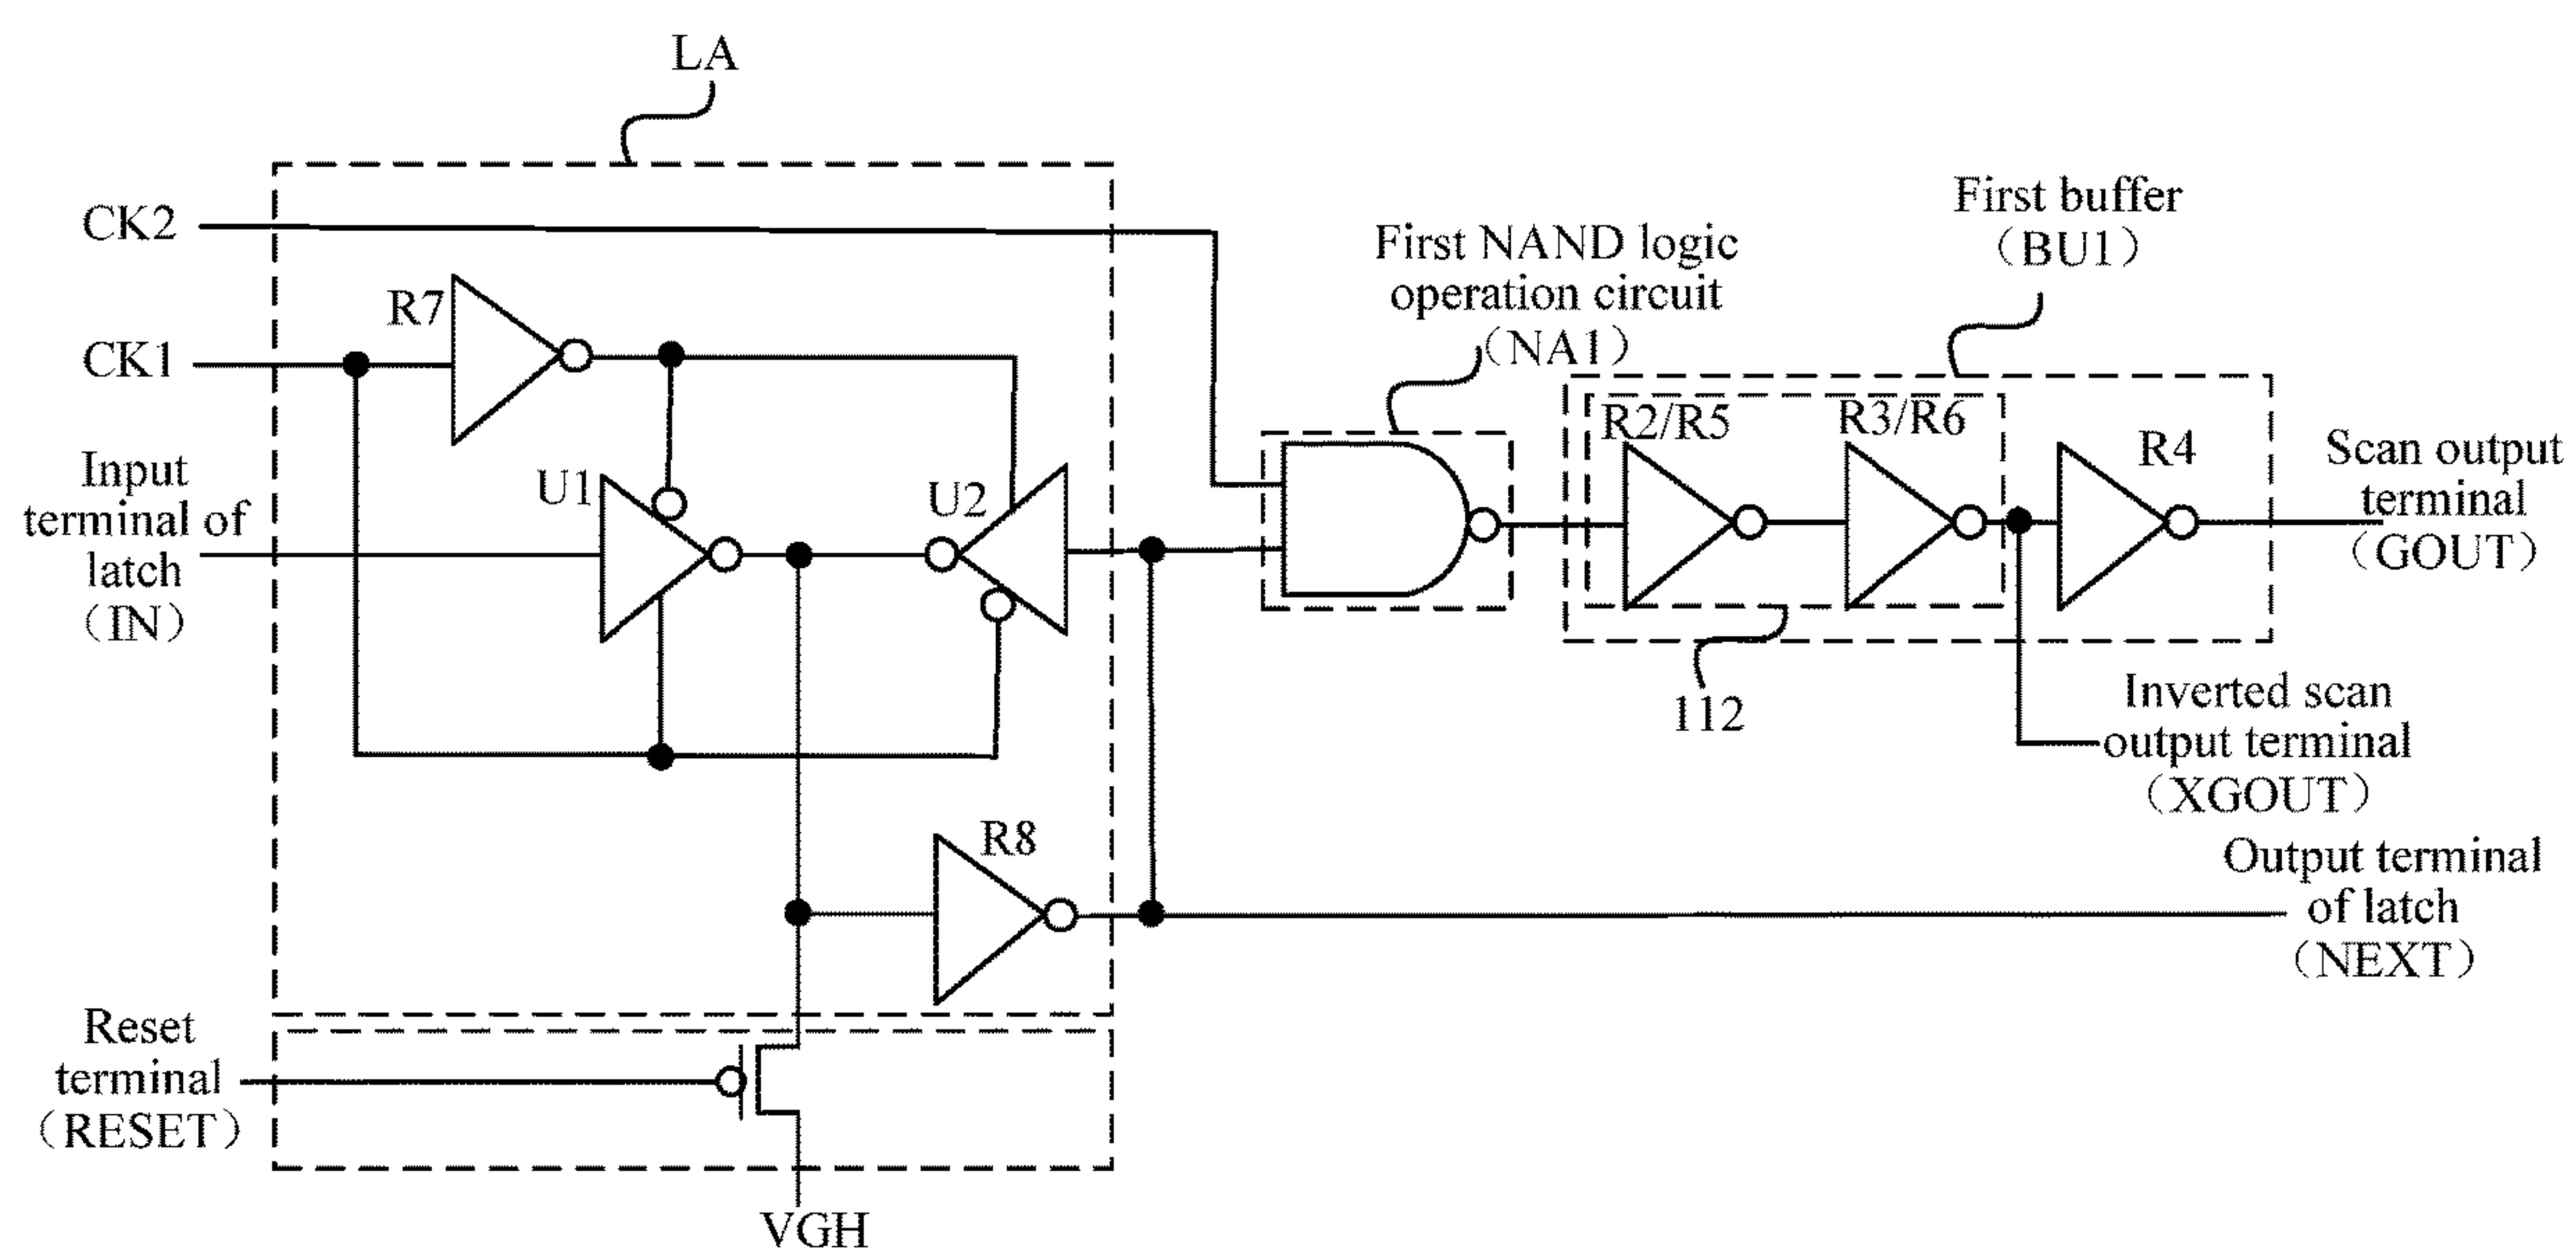 LA
CK2
First buffer
（BU1）
First NAND logic
operation circuit
（NA1）
R7
CK1
R2/R5
R3/R6
R4
Scan output
terminal
（GOUT）
Input
terminal of
latch
（IN）
U1
U2
112
Inverted scan
output terminal
（XGOUT）
R8
Output terminal
of latch
（NEXT）
Reset
terminal
（RESET）
VGH